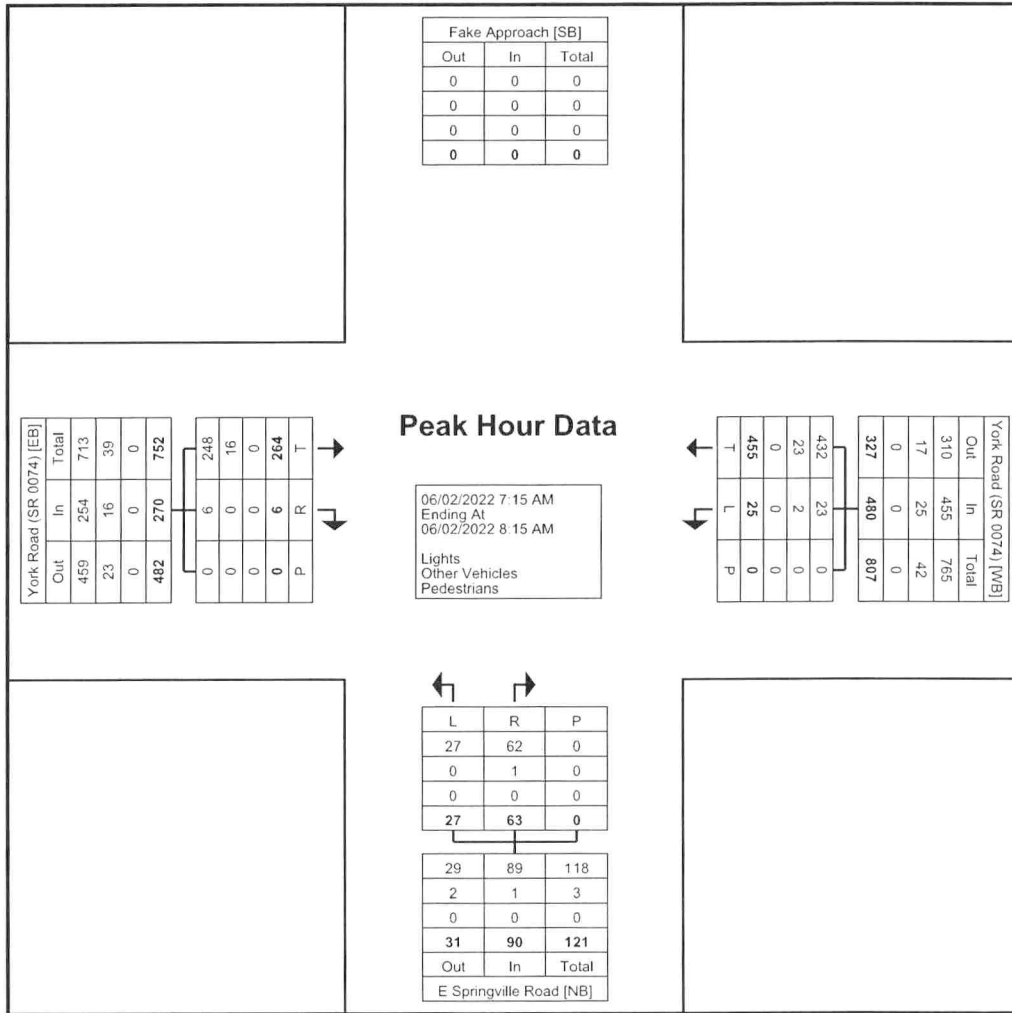 Fake Approach [SB]
Out In Total
0 0 0
0 0 0
0 0 0
0 0 0
Peak Hour Data
06/02/2022 7:15 AM
Ending At
06/02/2022 8:15 AM
Lights
Other Vehicles
Pedestrians
York Road (SR 0074) [EB]
Total 713 39 0 752
In 254 16 0 270
Out 459 23 0 482
248 16 0 264 T
6 0 0 6 R
0 0 0 0 P
York Road (SR 0074) [WB]
Out In Total
310 455 765
17 25 42
0 0 0
327 480 807
432 23 0
23 2 0
0 0 0
455 25 0
T L P
L R P
27 62 0
0 1 0
0 0 0
27 63 0
29 89 118
2 1 3
0 0 0
31 90 121
Out In Total
E Springville Road [NB]